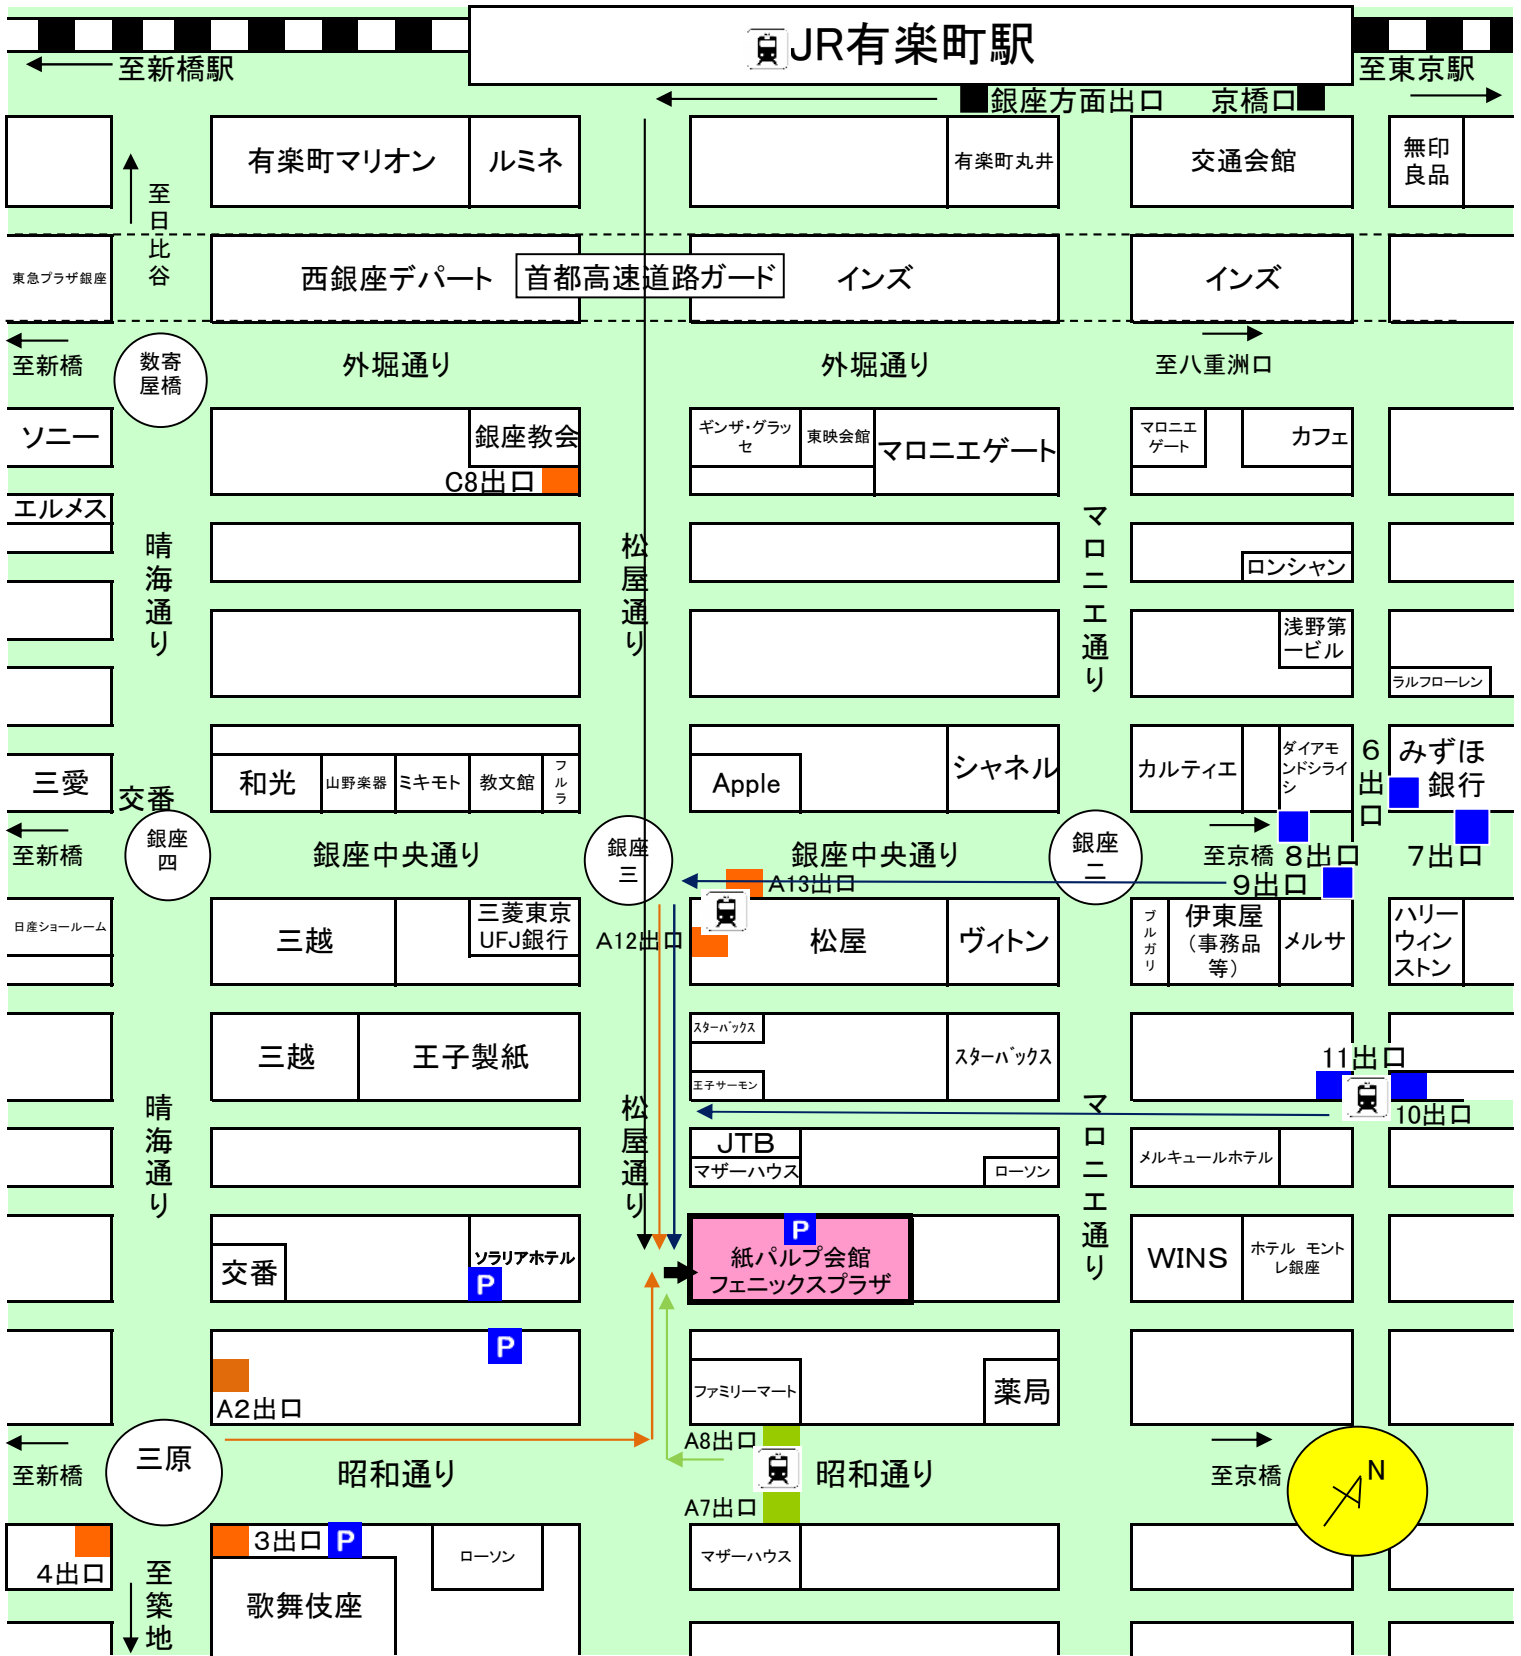 JR有楽町駅
至新橋駅
至東京駅
銀座方面出口
京橋口
有楽町マリオン
ルミネ
有楽町丸井
交通会館
無印
良品
至日比谷
東急プラザ銀座
西銀座デパート
首都高速道路ガード
インズ
インズ
至新橋
数寄
屋橋
外堀通り
外堀通り
至八重洲口
ソニー
銀座教会
C8出口
ギンザ・グラッ
セ
東映会館
マロニエゲート
マロニエ
ゲート
カフェ
エルメス
晴海通り
松屋通り
マロニエ通り
ロンシャン
浅野第
一ビル
ラルフローレン
三愛
交番
和光
山野楽器
ミキモト
教文館
フルラ
Apple
シャネル
カルティエ
ダイアモ
ンドシライ
シ
6出口
みずほ
銀行
至新橋
銀座
四
銀座中央通り
銀座
三
銀座中央通り
銀座
二
至京橋
8出口
7出口
A13出口
9出口
日産ショールーム
三越
三菱東京
UFJ銀行
A12出口
松屋
ヴィトン
ブルガリ
伊東屋
(事務品
等)
メルサ
ハリー
ウィン
ストン
三越
王子製紙
スターバックス
王子サーモン
スターバックス
11出口
10出口
晴海通り
松屋通り
マロニエ通り
JTB
マザーハウス
ローソン
メルキュールホテル
交番
ソラリアホテル
P
P
紙パルプ会館
フェニックスプラザ
WINS
ホテル モント
レ銀座
P
A2出口
ファミリーマート
薬局
至新橋
三原
昭和通り
A8出口
昭和通り
至京橋
N
A7出口
4出口
至築地
3出口
P
歌舞伎座
ローソン
マザーハウス